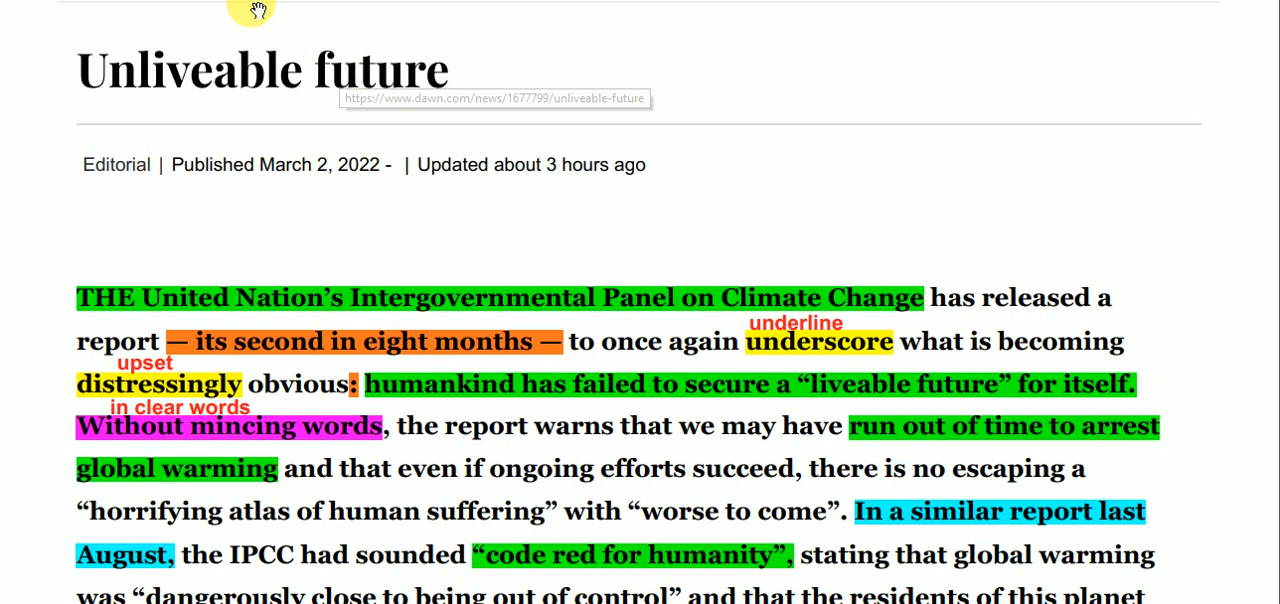 Unliveable future
https://www.dawn.com/news/1677799/unliveable-future
Editorial | Published March 2, 2022 - | Updated about 3 hours ago
THE United Nation’s Intergovernmental Panel on Climate Change has released a
underline
report — its second in eight months — to once again underscore what is becoming
upset
distressingly obvious: humankind has failed to secure a “liveable future” for itself.
in clear words
Without mincing words, the report warns that we may have run out of time to arrest
global warming and that even if ongoing efforts succeed, there is no escaping a
“horrifying atlas of human suffering” with “worse to come”. In a similar report last
August, the IPCC had sounded “code red for humanity”, stating that global warming
was “dangerously close to being out of control” and that the residents of this planet